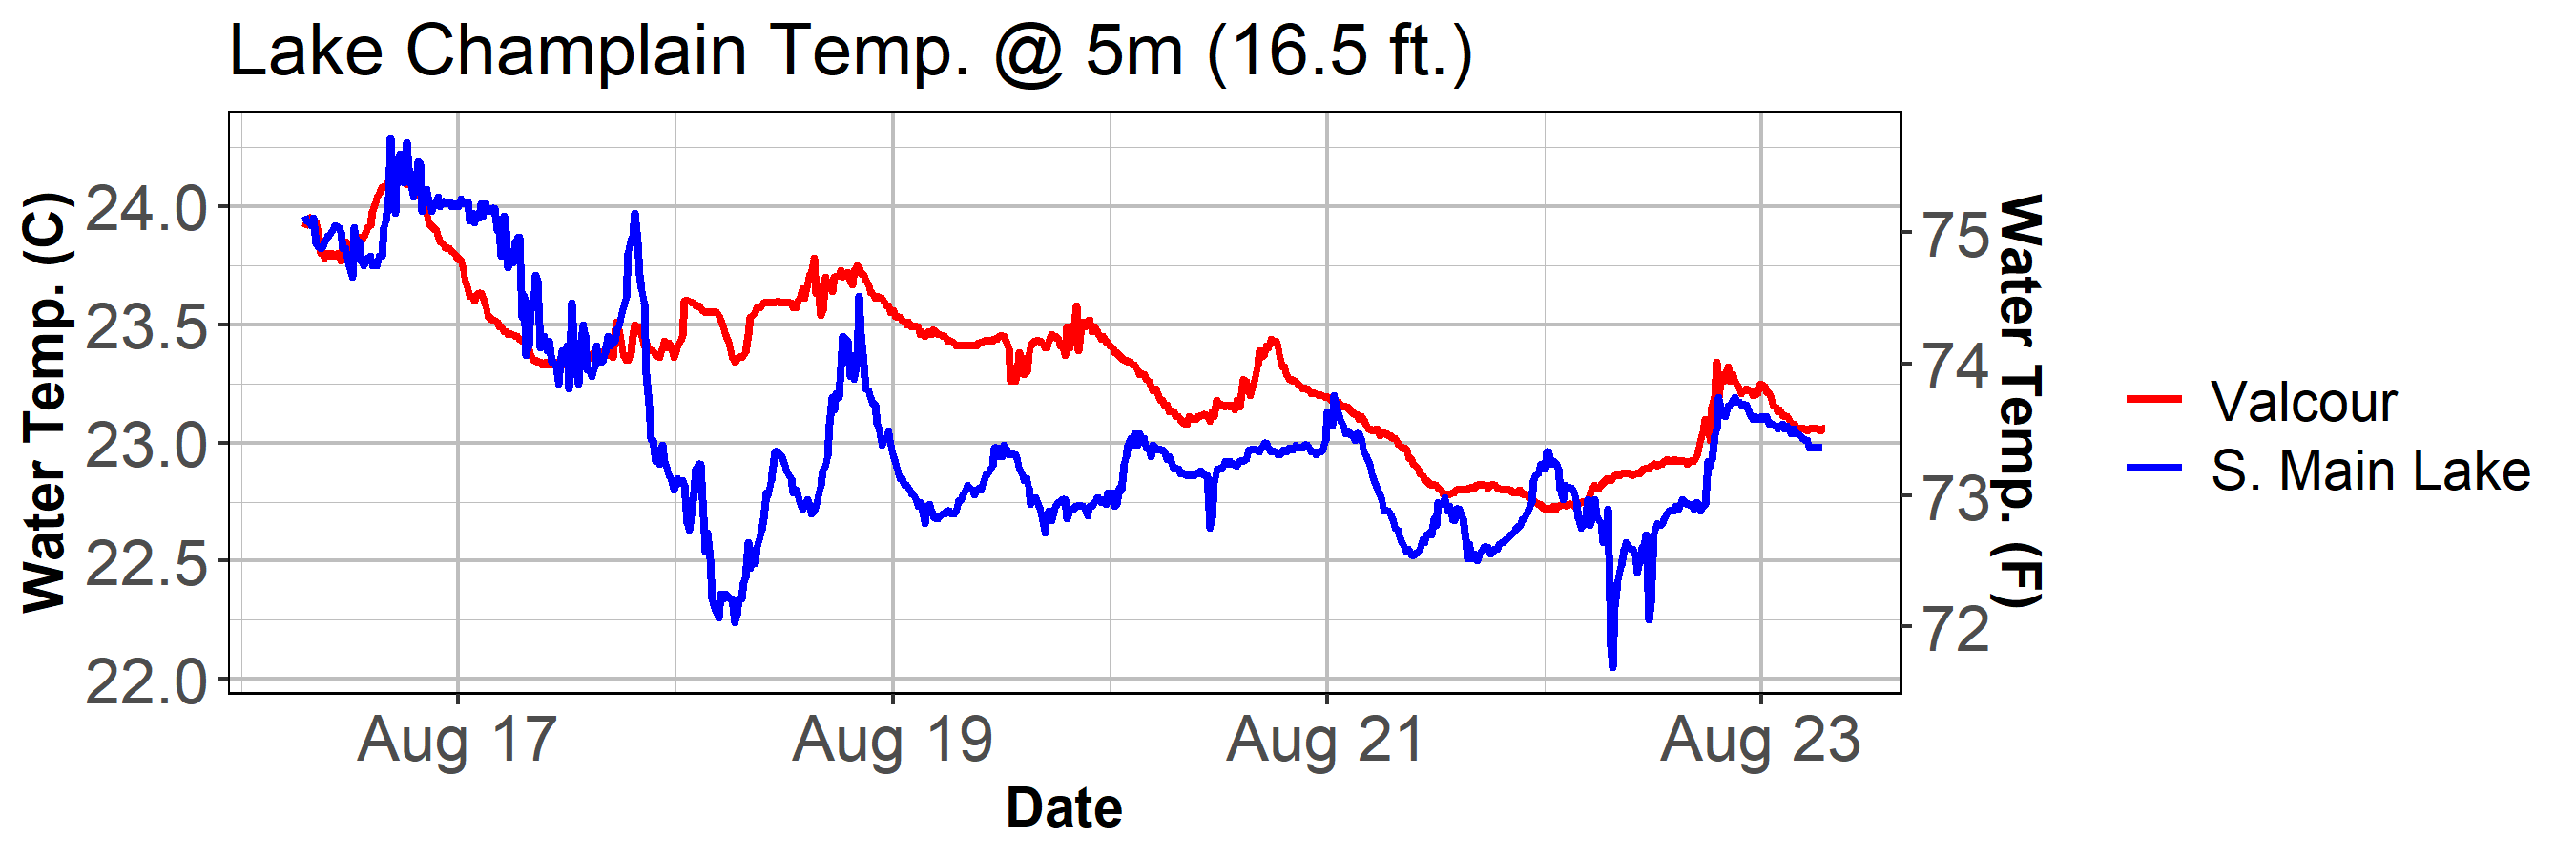 Lake Champlain Temp. @ 5m (16.5 ft.)
Water Temp. (C)
24.0
23.5
23.0
22.5
22.0
75
74
73
72
Water Temp. (F)
Aug 17
Aug 19
Aug 21
Aug 23
Date
Valcour
S. Main Lake